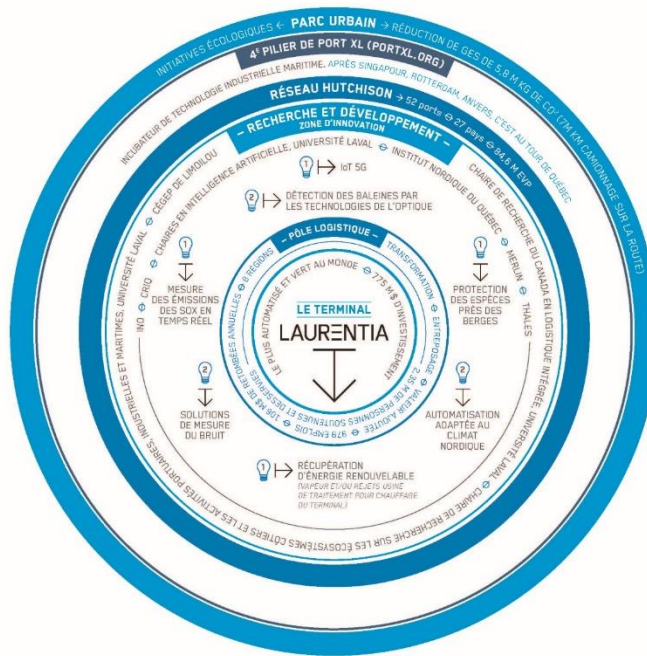 INITIATIVES ÉCOLOGIQUES ← PARC URBAIN → RÉDUCTION DE GES DE 5,8 M KG DE CO² (714 KM CAMIONNAGE SUR LA ROUTE)
4E PILIER DE PORT XL (PORTXL.ORG)
INCUBATEUR DE TECHNOLOGIE INDUSTRIELLE MARITIME. APRÈS SINGAPOUR, ROTTERDAM, ANVERS, C'EST AU TOUR DE QUÉBEC
RÉSEAU HUTCHISON → 52 ports ⟷ 27 pays ⟷ 84,6 M EVP
– RECHERCHE ET DÉVELOPPEMENT –
ZONE D'INNOVATION
INO ⟷ CRIQ ⟷ CHAIRES EN INTELLIGENCE ARTIFICIELLE, UNIVERSITÉ LAVAL ⟷ INSTITUT NORDIQUE DU QUÉBEC ⟷ MERLIN ⟷ THALES
CÉGEP DE LIMOILOU
CHAIRE DE RECHERCHE DU CANADA EN LOGISTIQUE INTÉGRÉE, UNIVERSITÉ LAVAL ⟷ CHAIRE DE RECHERCHE SUR LES ÉCOSYSTÈMES CÔTIERS ET LES ACTIVITÉS PORTUAIRES, INDUSTRIELLES ET MARITIMES, UNIVERSITÉ LAVAL
1 IoT 5G
2 DÉTECTION DES BALEINES PAR
LES TECHNOLOGIES DE L'OPTIQUE
1
MESURE
DES ÉMISSIONS
DES SOX EN
TEMPS RÉEL
1
PROTECTION
DES ESPÈCES
PRÈS DES
BERGES
– PÔLE LOGISTIQUE –
TRANSFORMATION ⟷ ENTREPOSAGE ⟷ VALEUR AJOUTÉE
2,35 M DE PERSONNES SOUTENUES ET DESSERVIES
979 EMPLOIS ⟷ 106 M$ DE RETOMBÉES ANNUELLES ⟷ 8 RÉGIONS
LE PLUS AUTOMATISÉ ET VERT AU MONDE ⟷ 775 M$ D'INVESTISSEMENT
LE TERMINAL
LAURENTIA
2
SOLUTIONS
DE MESURE
DU BRUIT
2
AUTOMATISATION
ADAPTÉE AU
CLIMAT
NORDIQUE
1 RÉCUPÉRATION
D'ÉNERGIE RENOUVELABLE
(VAPEUR ET/OU REJETS USINE
DE TRAITEMENT POUR CHAUFFAGE
DU TERMINAL)